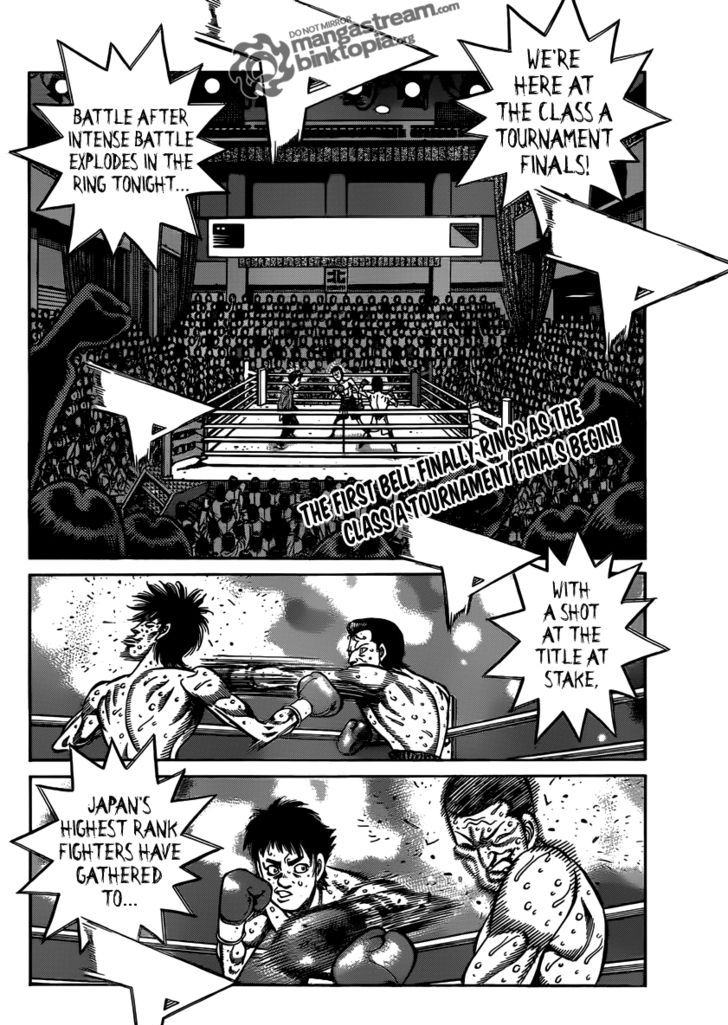 DO NOT MIRROR
mangastream.com
binktopia.org
WE'RE
HERE AT
THE CLASS A
TOURNAMENT
FINALS!
BATTLE AFTER
INTENSE BATTLE
EXPLODES IN THE
RING TONIGHT...
北
THE FIRST BELL FINALLY RINGS AS THE
CLASS A TOURNAMENT FINALS BEGIN!
WITH
A SHOT
AT THE
TITLE AT
STAKE,
JAPAN'S
HIGHEST RANK
FIGHTERS HAVE
GATHERED
TO...